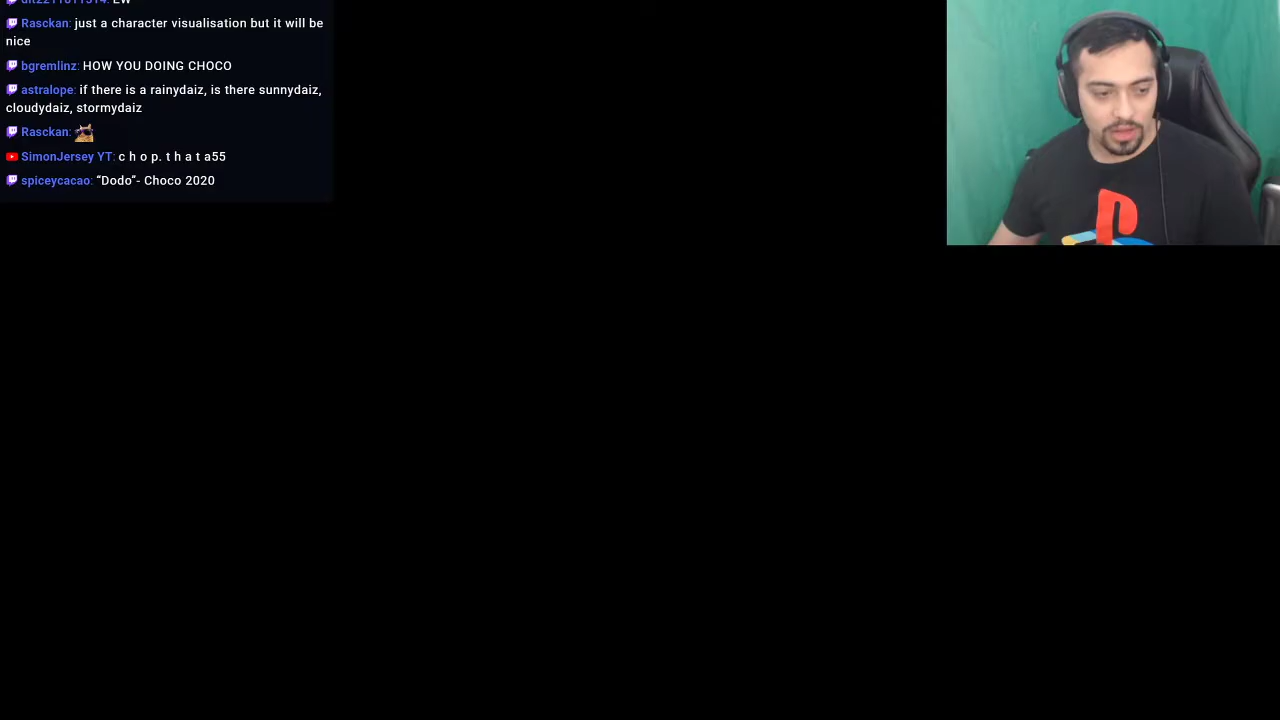 Rasckan: just a character visualisation but it will be
nice
bgremlinz: HOW YOU DOING CHOCO
astralope: if there is a rainydaiz, is there sunnydaiz,
cloudydaiz, stormydaiz
Rasckan:
SimonJersey YT: c h o p. t h a t a55
spiceycacao: “Dodo”- Choco 2020